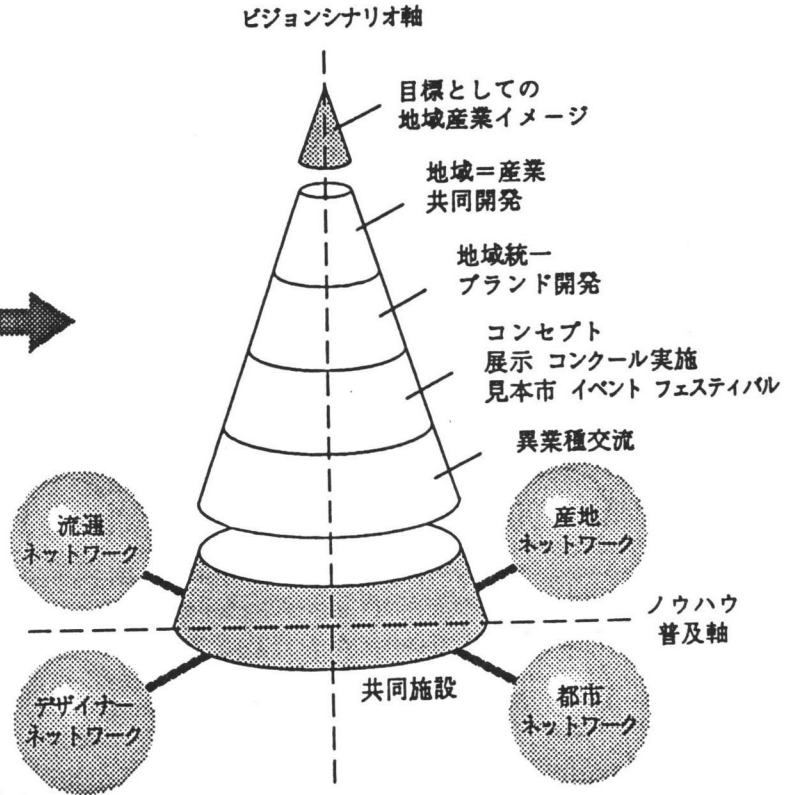 ビジョンシナリオ軸
目標としての
地域産業イメージ
地域＝産業
共同開発
地域統一
ブランド開発
コンセプト
展示 コンクール実施
見本市 イベント フェスティバル
異業種交流
流通
ネットワーク
産地
ネットワーク
ノウハウ
普及軸
デザイナー
ネットワーク
共同施設
都市
ネットワーク